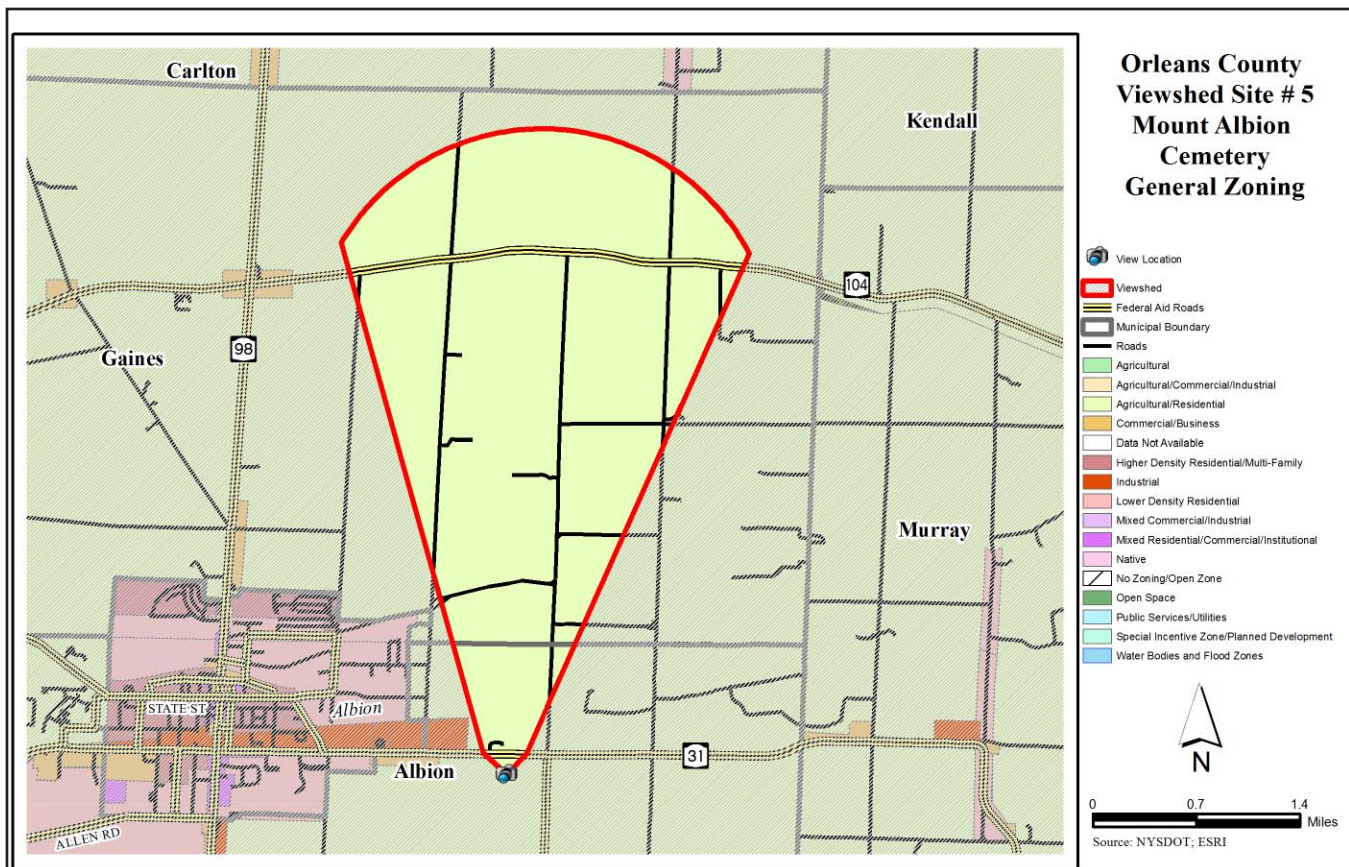 Orleans County
Viewshed Site # 5
Mount Albion
Cemetery
General Zoning
Carlton
Kendall
104
98
Gaines
Murray
STATE ST
Albion
31
Albion
ALLEN RD
View Location
Viewshed
Federal Aid Roads
Municipal Boundary
Roads
Agricultural
Agricultural/Commercial/Industrial
Agricultural/Residential
Commercial/Business
Data Not Available
Higher Density Residential/Multi-Family
Industrial
Lower Density Residential
Mixed Commercial/Industrial
Mixed Residential/Commercial/Institutional
Native
No Zoning/Open Zone
Open Space
Public Services/Utilities
Special Incentive Zone/Planned Development
Water Bodies and Flood Zones
N
0 0.7 1.4
Miles
Source: NYSDOT; ESRI